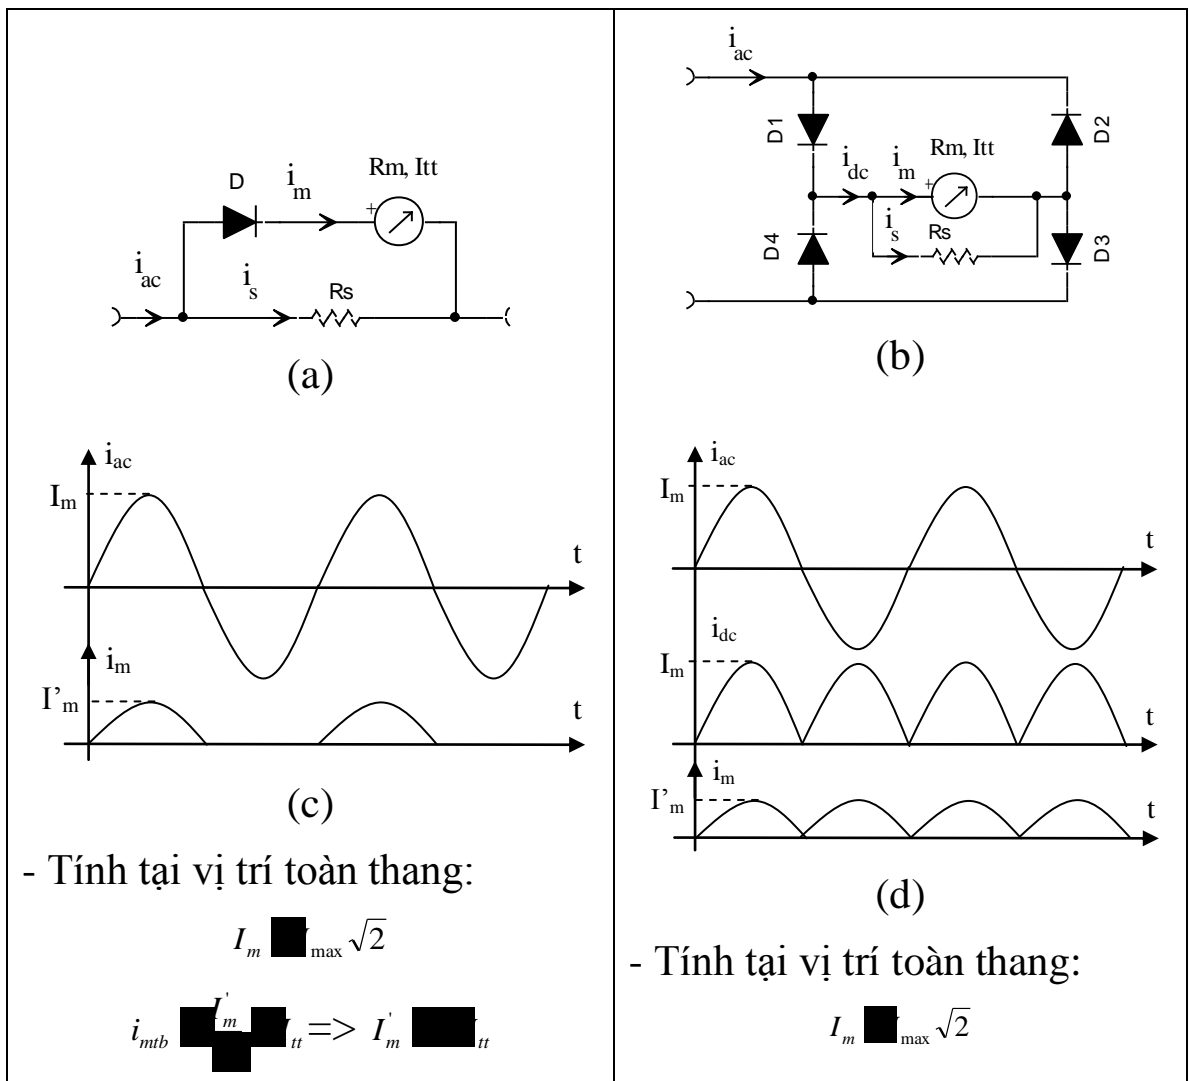 D
i_m
Rm, Itt
+
i_ac
i_s
Rs
(a)
i_ac
I_m
t
i_m
I'_m
t
(c)
- Tính tại vị trí toàn thang:
I_m max √2
i_mtb I'_m tt => I'_m tt
i_ac
D1
D2
i_dc
i_m
Rm, Itt
+
i_s
Rs
D4
D3
(b)
i_ac
I_m
t
i_dc
I_m
t
i_m
I'_m
t
(d)
- Tính tại vị trí toàn thang:
I_m max √2